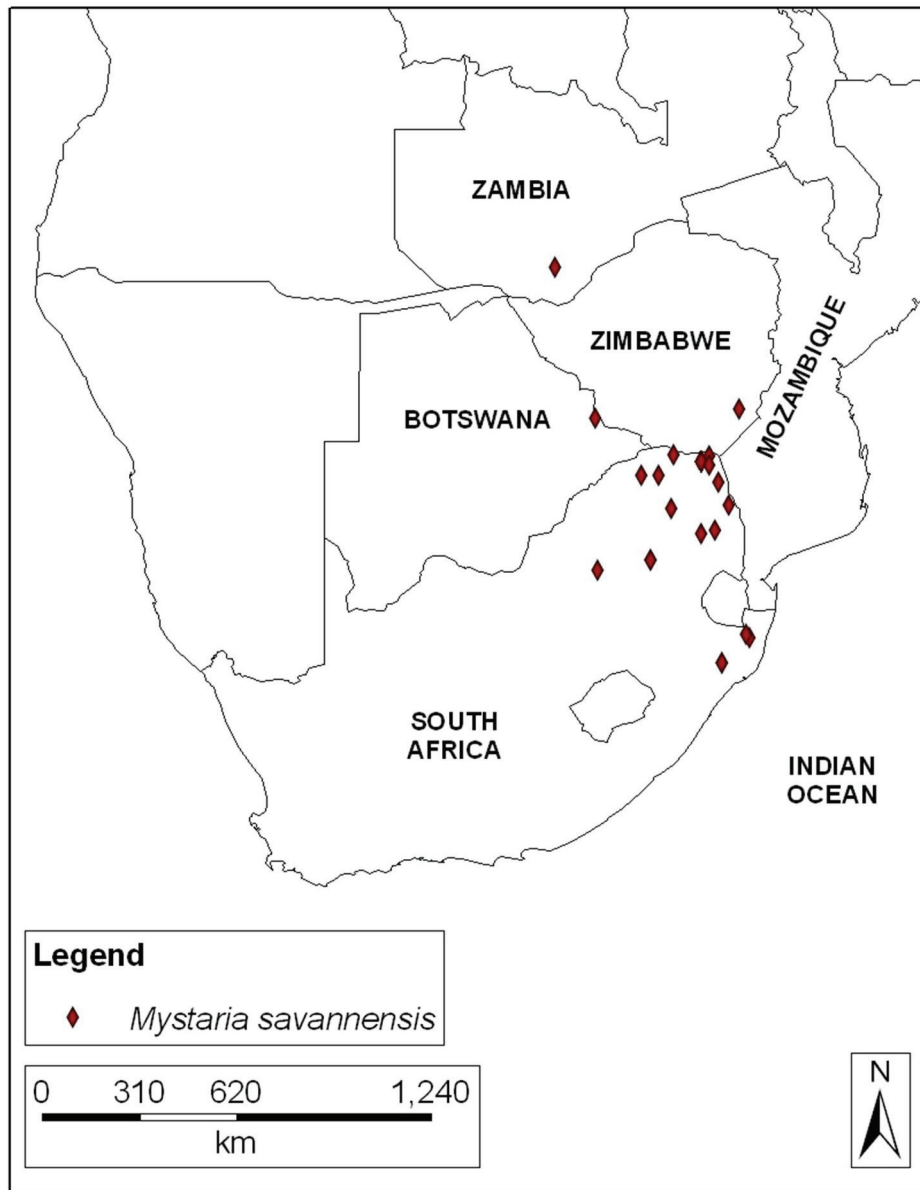 ZAMBIA
ZIMBABWE
MOZAMBIQUE
BOTSWANA
SOUTH
AFRICA
INDIAN
OCEAN
Legend
Mystaria savannensis
0 310 620 1,240
km
N